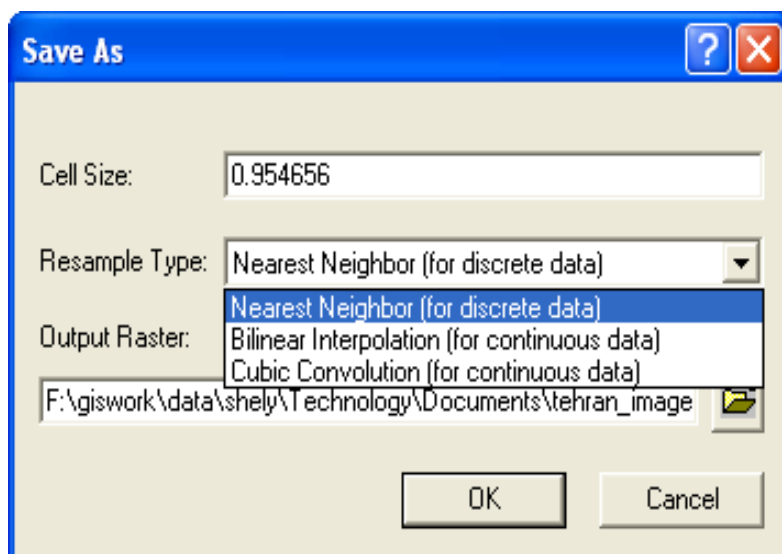 Save As
Cell Size: 0.954656
Resample Type: Nearest Neighbor (for discrete data)
Nearest Neighbor (for discrete data)
Bilinear Interpolation (for continuous data)
Cubic Convolution (for continuous data)
Output Raster:
F:\giswork\data\shely\Technology\Documents\tehran_image
OK Cancel